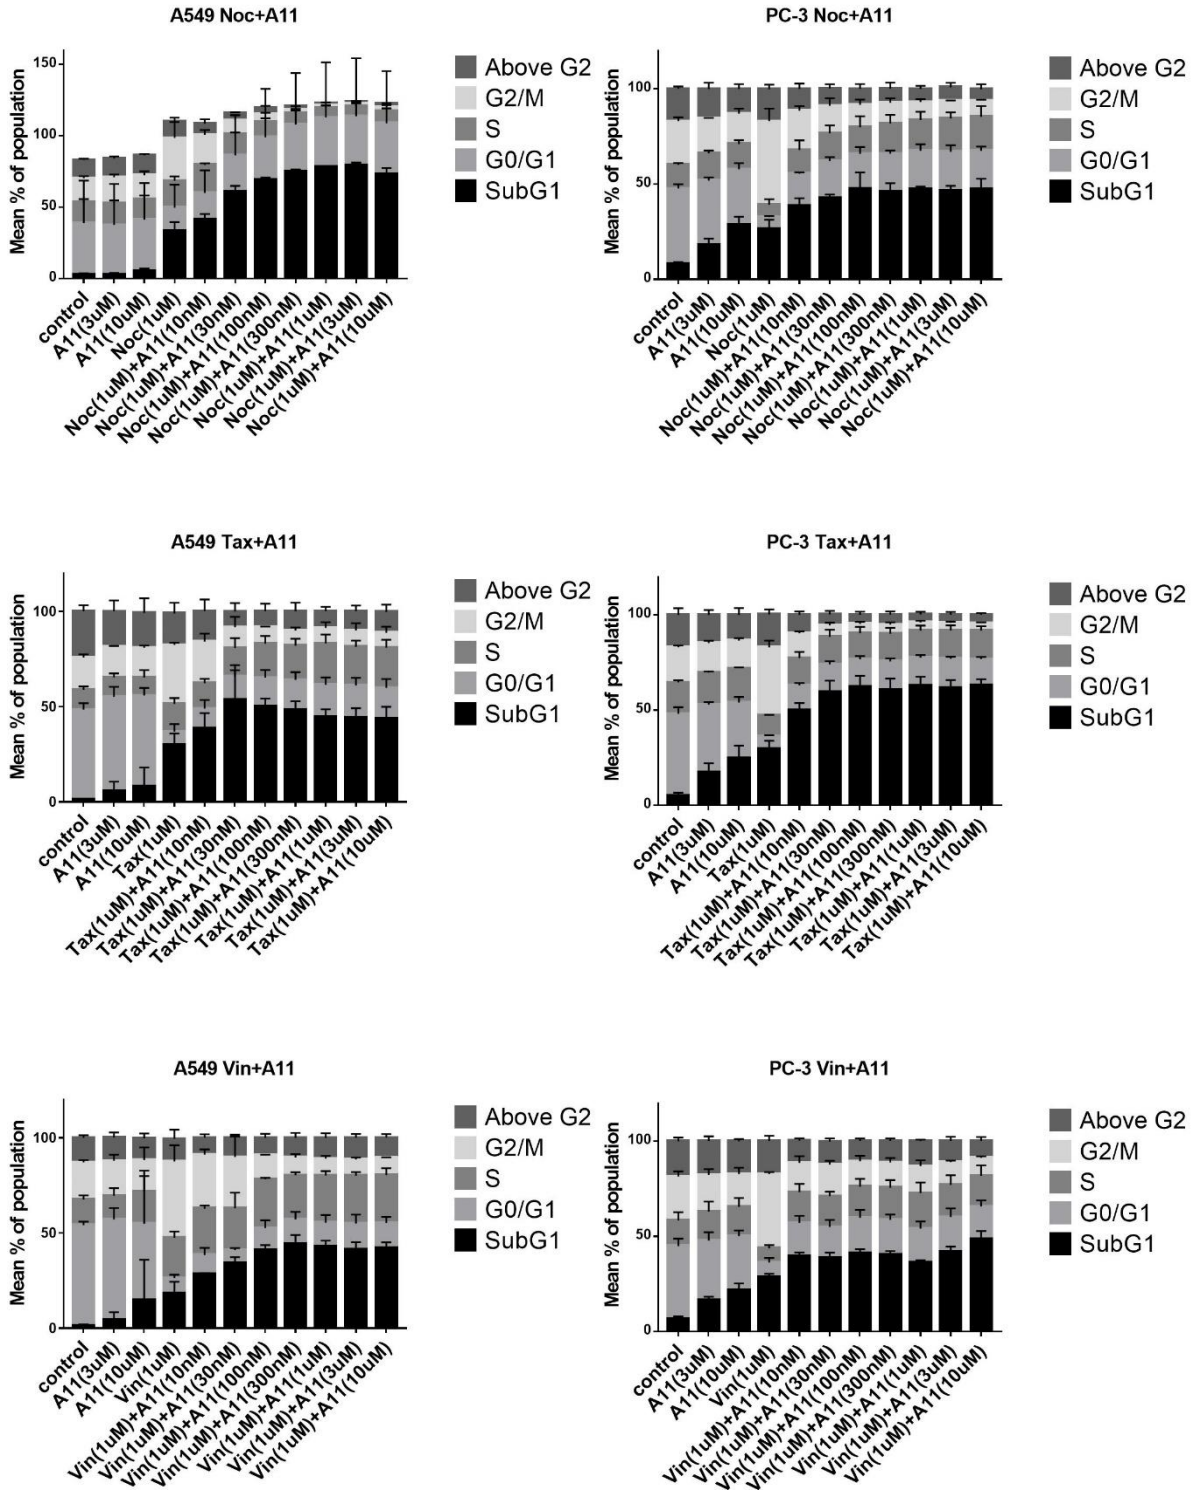 A549 Noc+A11
Mean % of population
150
100
50
0
control
A11(3uM)
A11(10uM)
Noc(1uM)
Noc(1uM)+A11(10nM)
Noc(1uM)+A11(30nM)
Noc(1uM)+A11(100nM)
Noc(1uM)+A11(300nM)
Noc(1uM)+A11(1uM)
Noc(1uM)+A11(3uM)
Noc(1uM)+A11(10uM)
Above G2
G2/M
S
G0/G1
SubG1
PC-3 Noc+A11
Mean % of population
100
50
0
control
A11(3uM)
A11(10uM)
Noc(1uM)
Noc(1uM)+A11(10nM)
Noc(1uM)+A11(30nM)
Noc(1uM)+A11(100nM)
Noc(1uM)+A11(300nM)
Noc(1uM)+A11(1uM)
Noc(1uM)+A11(3uM)
Noc(1uM)+A11(10uM)
Above G2
G2/M
S
G0/G1
SubG1
A549 Tax+A11
Mean % of population
100
50
0
control
A11(3uM)
A11(10uM)
Tax(1uM)
Tax(1uM)+A11(10nM)
Tax(1uM)+A11(30nM)
Tax(1uM)+A11(100nM)
Tax(1uM)+A11(300nM)
Tax(1uM)+A11(1uM)
Tax(1uM)+A11(3uM)
Tax(1uM)+A11(10uM)
Above G2
G2/M
S
G0/G1
SubG1
PC-3 Tax+A11
Mean % of population
100
50
0
control
A11(3uM)
A11(10uM)
Tax(1uM)
Tax(1uM)+A11(10nM)
Tax(1uM)+A11(30nM)
Tax(1uM)+A11(100nM)
Tax(1uM)+A11(300nM)
Tax(1uM)+A11(1uM)
Tax(1uM)+A11(3uM)
Tax(1uM)+A11(10uM)
Above G2
G2/M
S
G0/G1
SubG1
A549 Vin+A11
Mean % of population
100
50
0
control
A11(3uM)
A11(10uM)
Vin(1uM)
Vin(1uM)+A11(10nM)
Vin(1uM)+A11(30nM)
Vin(1uM)+A11(100nM)
Vin(1uM)+A11(300nM)
Vin(1uM)+A11(1uM)
Vin(1uM)+A11(3uM)
Vin(1uM)+A11(10uM)
Above G2
G2/M
S
G0/G1
SubG1
PC-3 Vin+A11
Mean % of population
100
50
0
control
A11(3uM)
A11(10uM)
Vin(1uM)
Vin(1uM)+A11(10nM)
Vin(1uM)+A11(30nM)
Vin(1uM)+A11(100nM)
Vin(1uM)+A11(300nM)
Vin(1uM)+A11(1uM)
Vin(1uM)+A11(3uM)
Vin(1uM)+A11(10uM)
Above G2
G2/M
S
G0/G1
SubG1